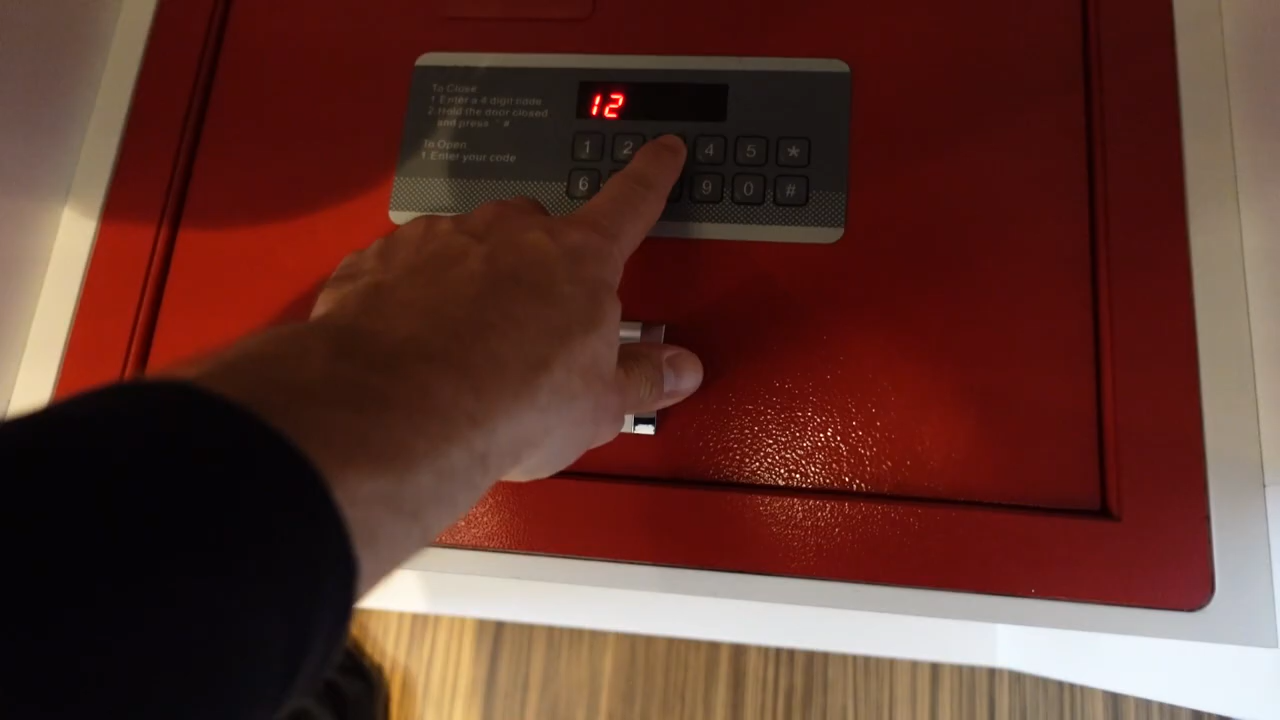 To Close:
1 Enter a 4 digit code
2 Hold the door closed
and press " #
To Open:
1 Enter your code
12
1 2 4 5 *
6 9 0 #